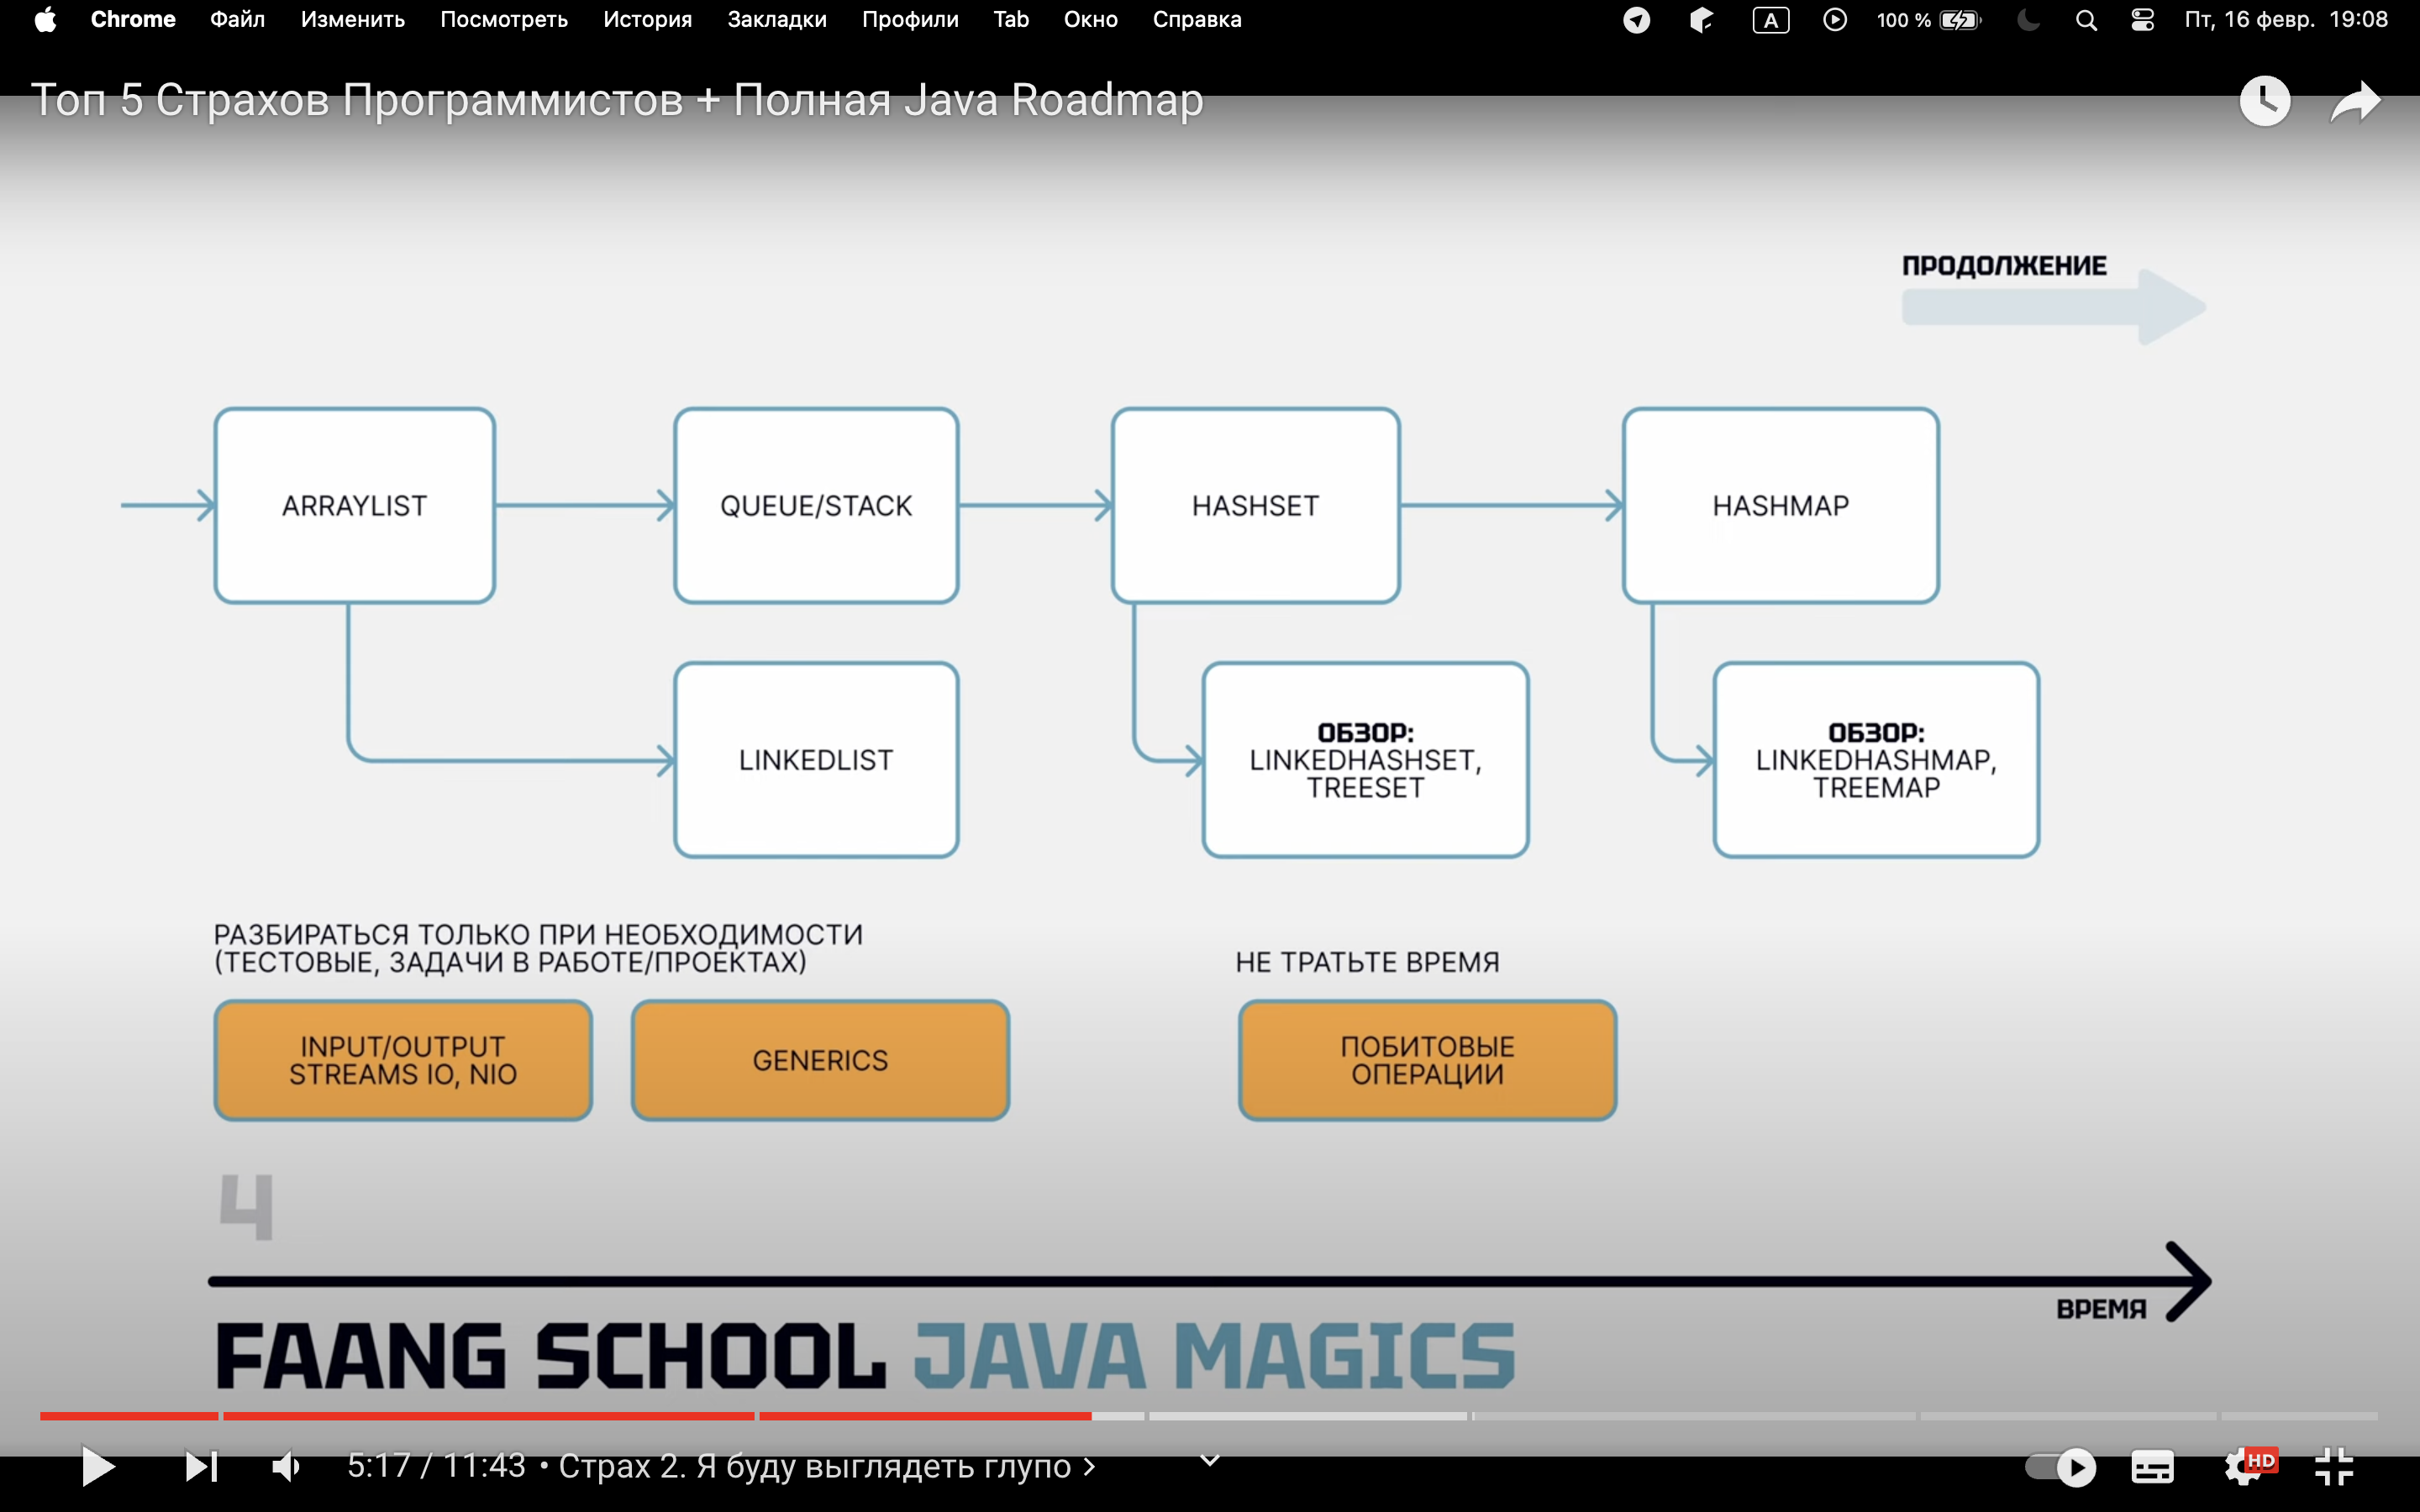 Chrome Файл Изменить Посмотреть История Закладки Профили Tab Окно Справка A 100 % Пт, 16 февр. 19:08
Топ 5 Страхов Программистов + Полная Java Roadmap
ПРОДОЛЖЕНИЕ
ARRAYLIST
QUEUE/STACK
HASHSET
HASHMAP
LINKEDLIST
ОБЗОР:
LINKEDHASHSET,
TREESET
ОБЗОР:
LINKEDHASHMAP,
TREEMAP
РАЗБИРАТЬСЯ ТОЛЬКО ПРИ НЕОБХОДИМОСТИ
(ТЕСТОВЫЕ, ЗАДАЧИ В РАБОТЕ/ПРОЕКТАХ)
НЕ ТРАТЬТЕ ВРЕМЯ
INPUT/OUTPUT
STREAMS IO, NIO
GENERICS
ПОБИТОВЫЕ
ОПЕРАЦИИ
4
ВРЕМЯ
FAANG SCHOOL JAVA MAGICS
5:17 / 11:43 • Страх 2. Я буду выглядеть глупо >
HD